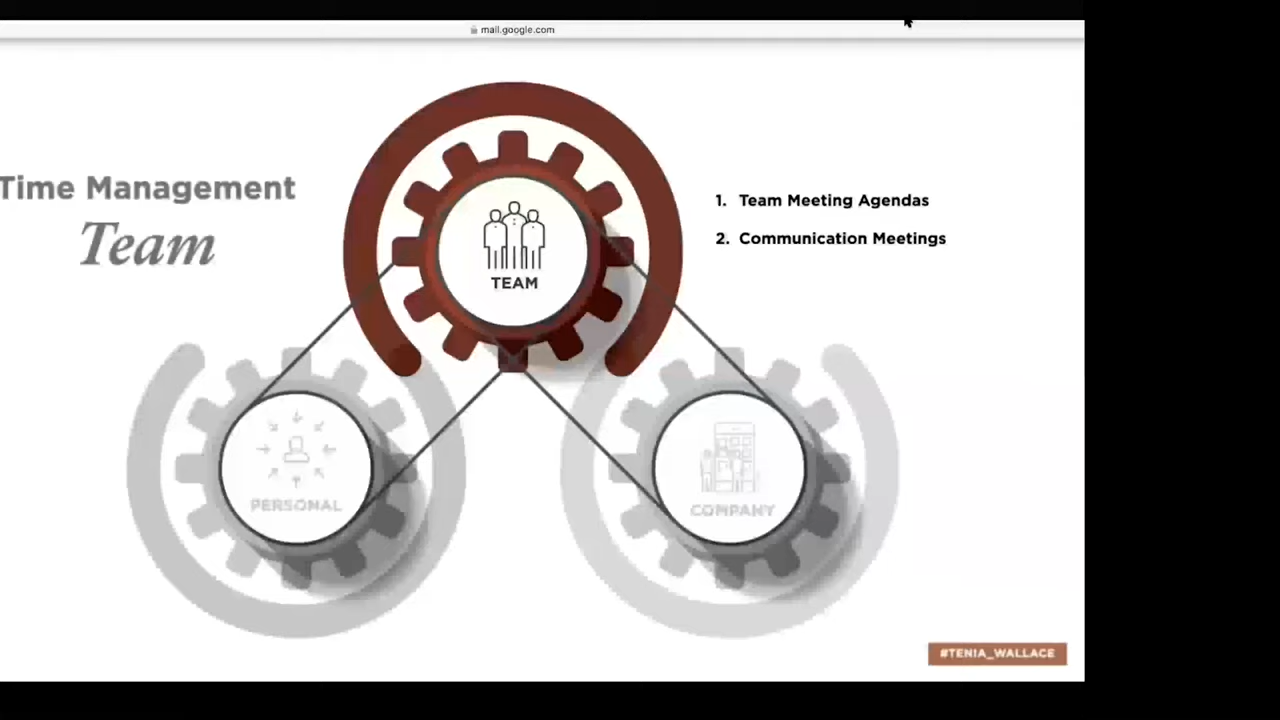 mail.google.com
Time Management
Team
1. Team Meeting Agendas
2. Communication Meetings
TEAM
PERSONAL
COMPANY
#TENIA_WALLACE